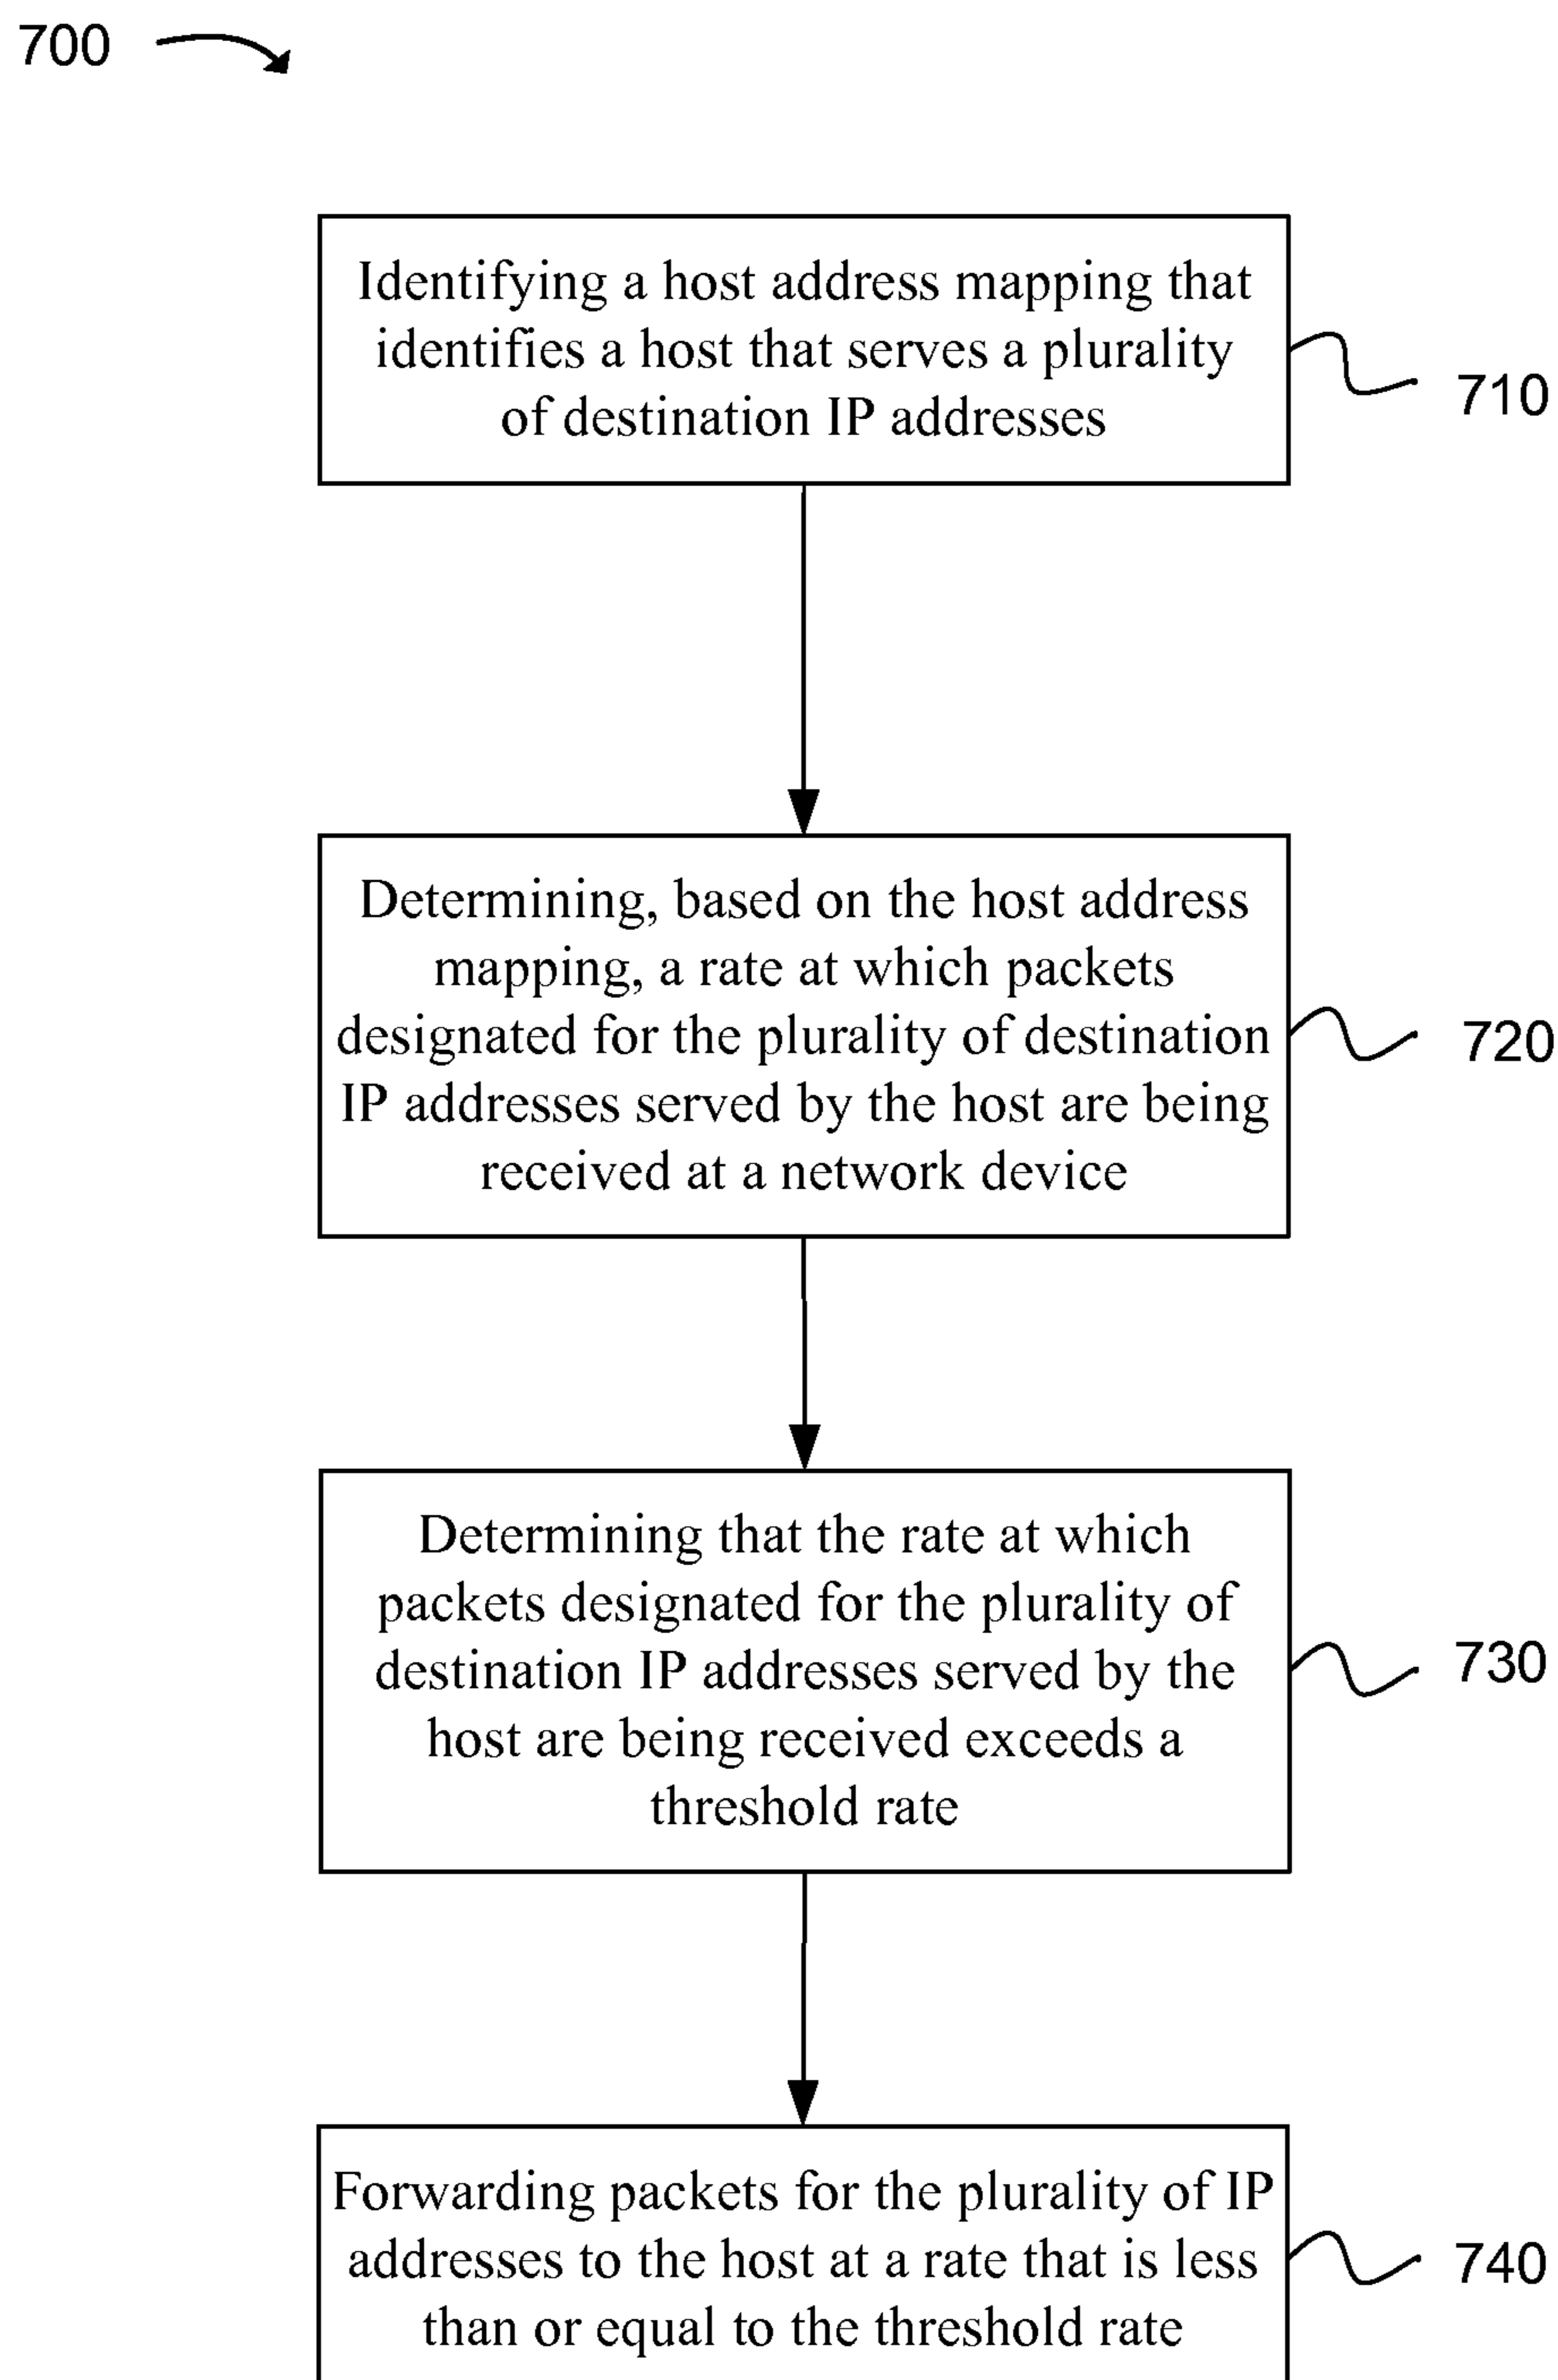 700
Identifying a host address mapping that
identifies a host that serves a plurality
of destination IP addresses
710
Determining, based on the host address
mapping, a rate at which packets
designated for the plurality of destination
IP addresses served by the host are being
received at a network device
720
Determining that the rate at which
packets designated for the plurality of
destination IP addresses served by the
host are being received exceeds a
threshold rate
730
Forwarding packets for the plurality of IP
addresses to the host at a rate that is less
than or equal to the threshold rate
740